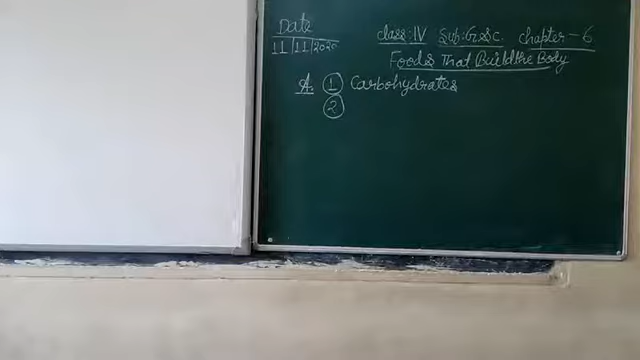 Date
11|11|2020
Class:IV Sub:G.Sc. Chapter-6
Foods That Build the Body
A. 1 Carbohydrates
2